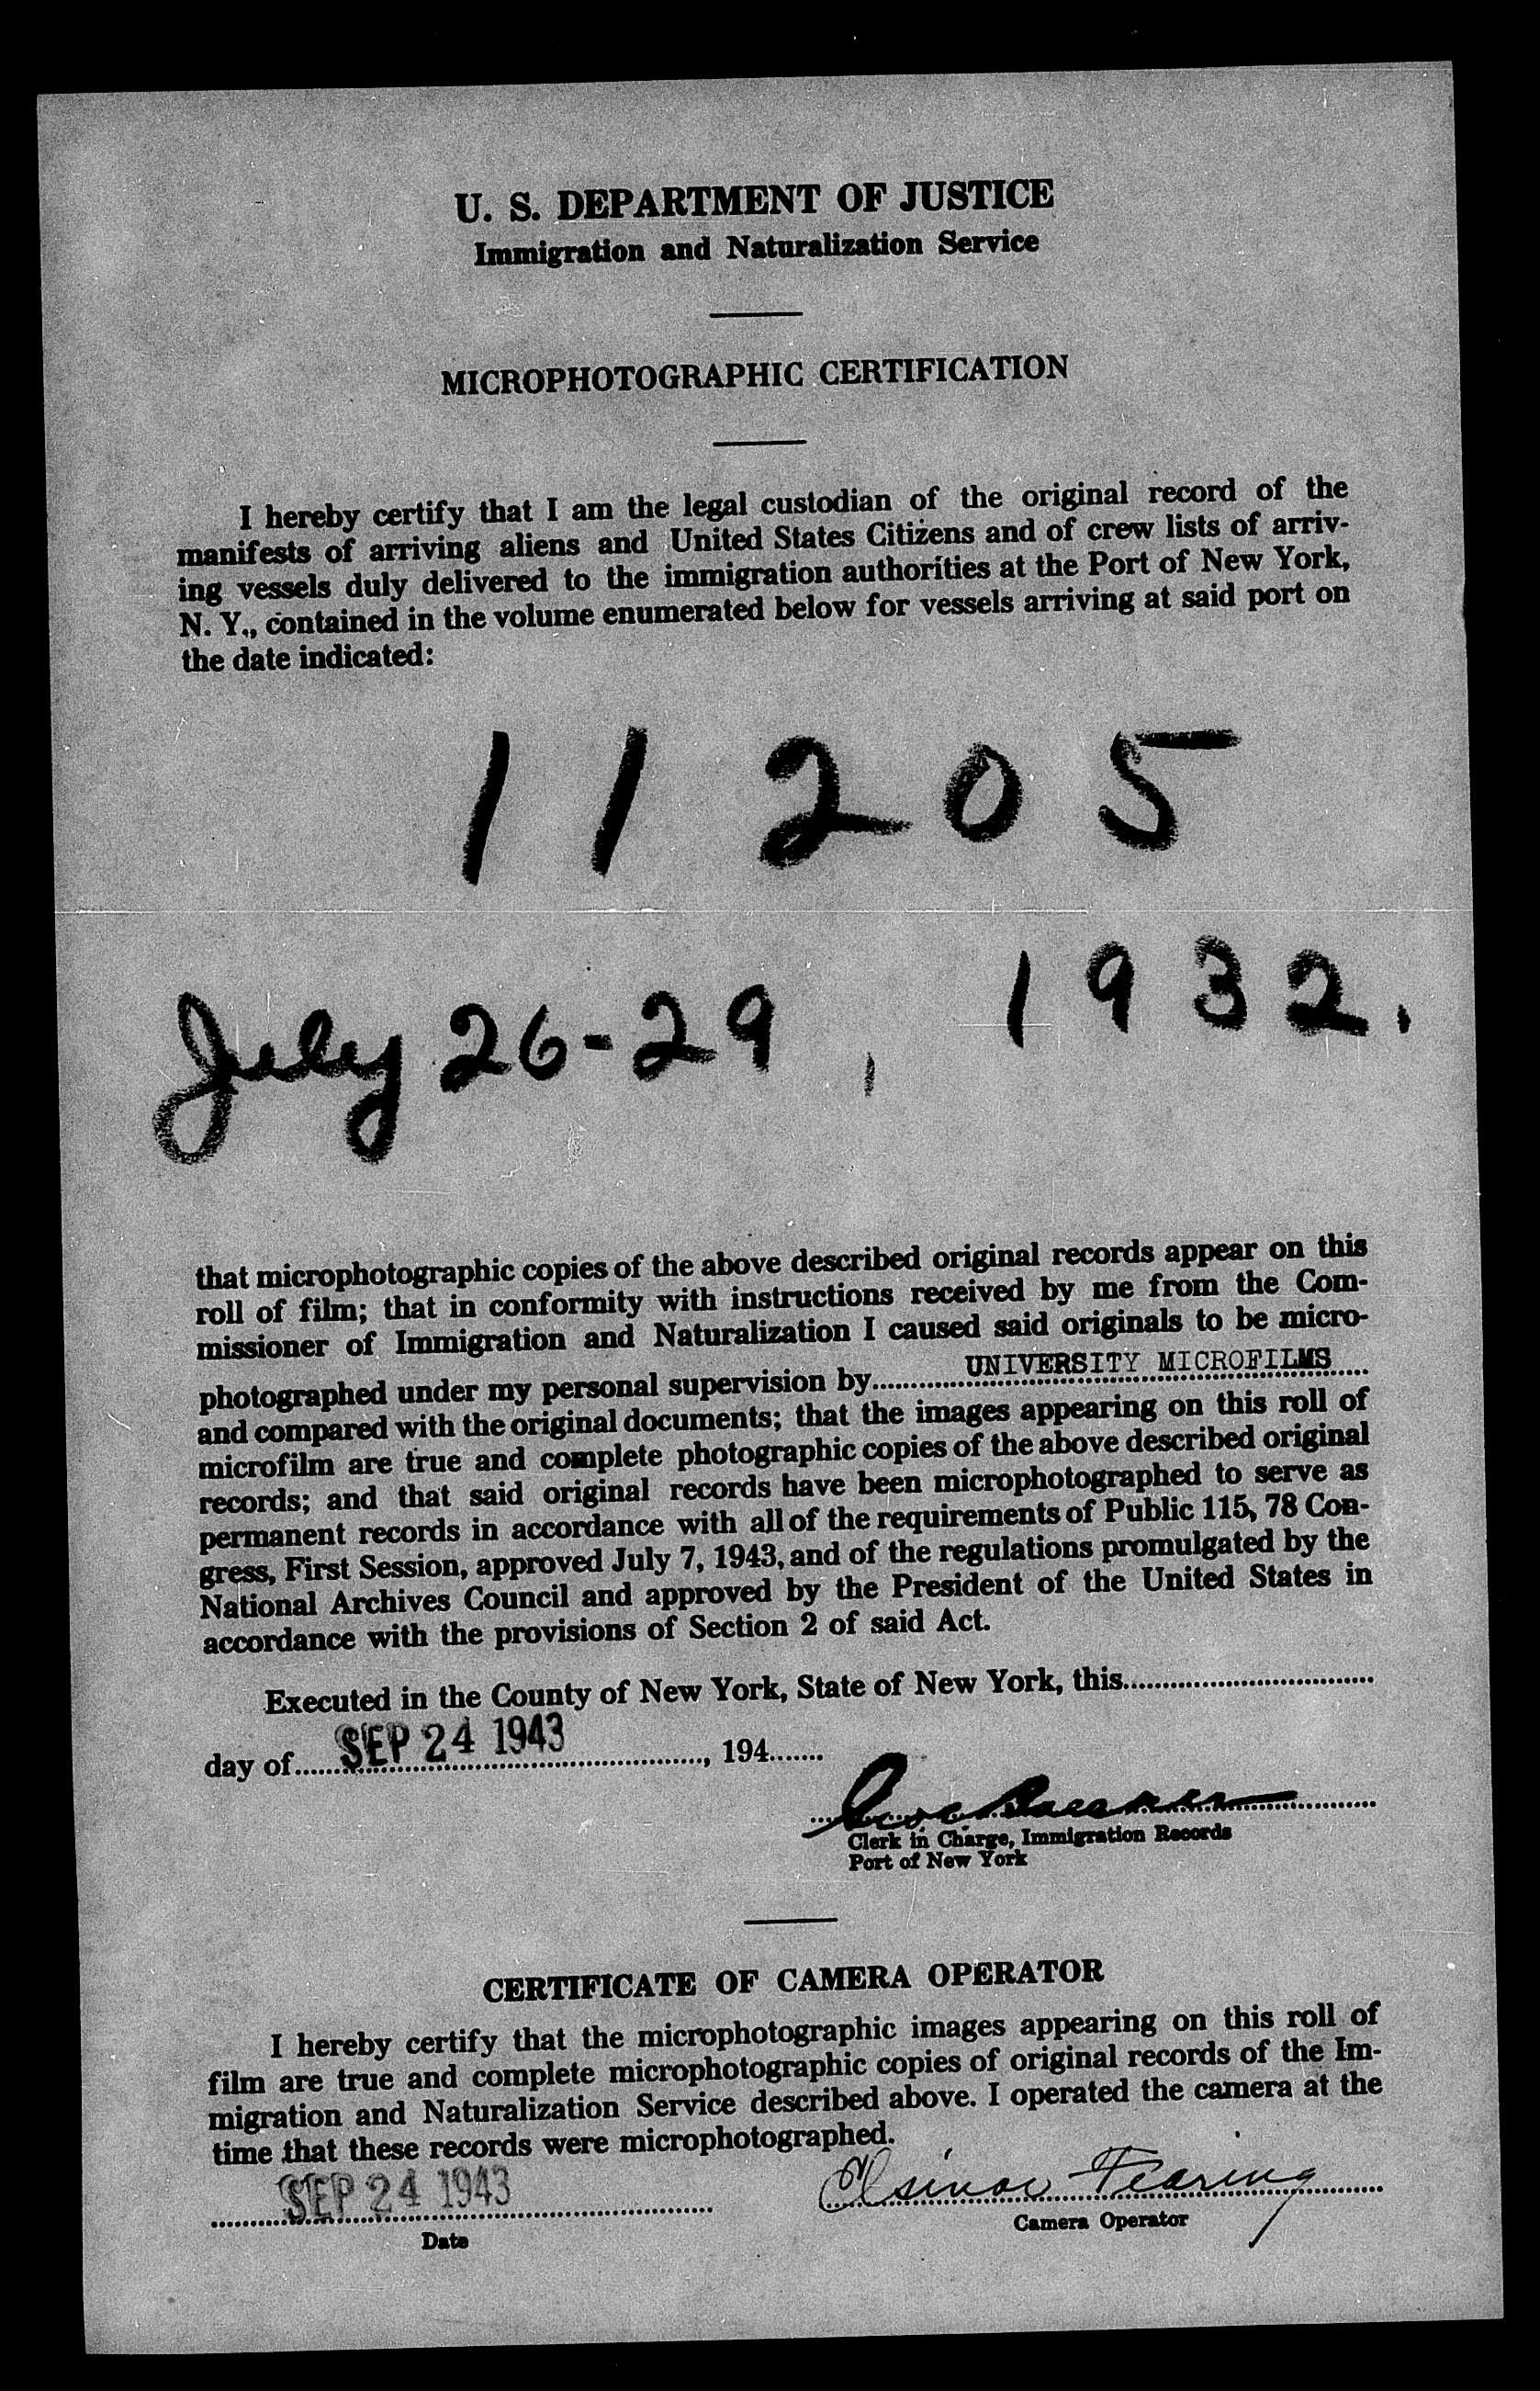 U. S. DEPARTMENT OF JUSTICE
Immigration and Naturalization Service
MICROPHOTOGRAPHIC CERTIFICATION
I hereby certify that I am the legal custodian of the original record of the
manifests of arriving aliens and United States Citizens and of crew lists of arriv-
ing vessels duly delivered to the immigration authorities at the Port of New York,
N. Y., contained in the volume enumerated below for vessels arriving at said port on
the date indicated:
11205
July 26-29, 1932.
that microphotographic copies of the above described original records appear on this
roll of film; that in conformity with instructions received by me from the Com-
missioner of Immigration and Naturalization I caused said originals to be micro-
photographed under my personal supervision by UNIVERSITY MICROFILMS
and compared with the original documents; that the images appearing on this roll of
microfilm are true and complete photographic copies of the above described original
records; and that said original records have been microphotographed to serve as
permanent records in accordance with all of the requirements of Public 115, 78 Con-
gress, First Session, approved July 7, 1943, and of the regulations promulgated by the
National Archives Council and approved by the President of the United States in
accordance with the provisions of Section 2 of said Act.
Executed in the County of New York, State of New York, this
day of SEP 24 1943, 194
Clerk in Charge, Immigration Records
Port of New York
CERTIFICATE OF CAMERA OPERATOR
I hereby certify that the microphotographic images appearing on this roll of
film are true and complete microphotographic copies of original records of the Im-
migration and Naturalization Service described above. I operated the camera at the
time that these records were microphotographed.
SEP 24 1943 Elsinoe Fearing
Date Camera Operator